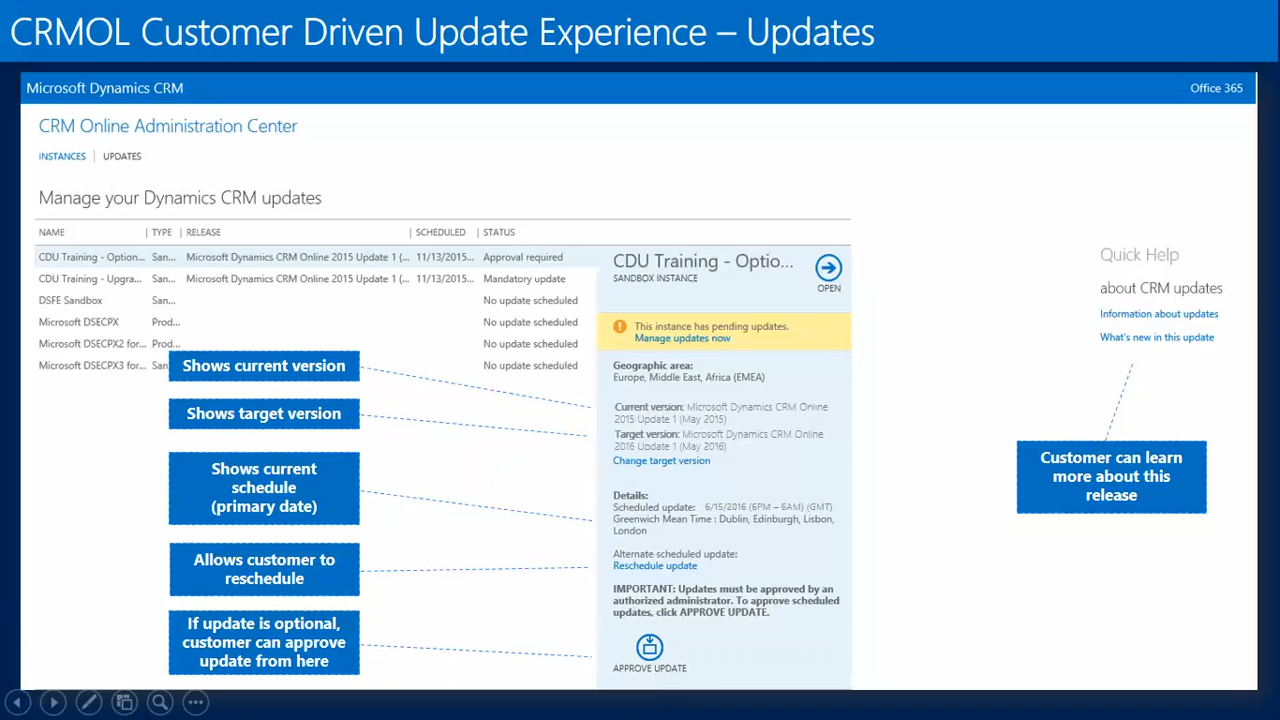 CRMOL Customer Driven Update Experience – Updates
Microsoft Dynamics CRM
Office 365
CRM Online Administration Center
INSTANCES | UPDATES
Manage your Dynamics CRM updates
NAME | TYPE | RELEASE | SCHEDULED | STATUS
CDU Training - Option... San... Microsoft Dynamics CRM Online 2015 Update 1 (... 11/13/2015... Approval required
CDU Training - Upgra... San... Microsoft Dynamics CRM Online 2015 Update 1 (... 11/13/2015... Mandatory update
DSFE Sandbox San... No update scheduled
Microsoft DSECPX Prod... No update scheduled
Microsoft DSECPX2 for... Prod... No update scheduled
Microsoft DSECPX3 for... San No update scheduled
CDU Training - Optio...
SANDBOX INSTANCE
OPEN
This instance has pending updates.
Manage updates now
Geographic area:
Europe, Middle East, Africa (EMEA)
Current version: Microsoft Dynamics CRM Online
2015 Update 1 (May 2015)
Target version: Microsoft Dynamics CRM Online
2016 Update 1 (May 2016)
Change target version
Details:
Scheduled update: 6/15/2016 (6PM – 6AM) (GMT)
Greenwich Mean Time : Dublin, Edinburgh, Lisbon,
London
Alternate scheduled update:
Reschedule update
IMPORTANT: Updates must be approved by an
authorized administrator. To approve scheduled
updates, click APPROVE UPDATE.
APPROVE UPDATE
Shows current version
Shows target version
Shows current
schedule
(primary date)
Allows customer to
reschedule
If update is optional,
customer can approve
update from here
Quick Help
about CRM updates
Information about updates
What's new in this update
Customer can learn
more about this
release